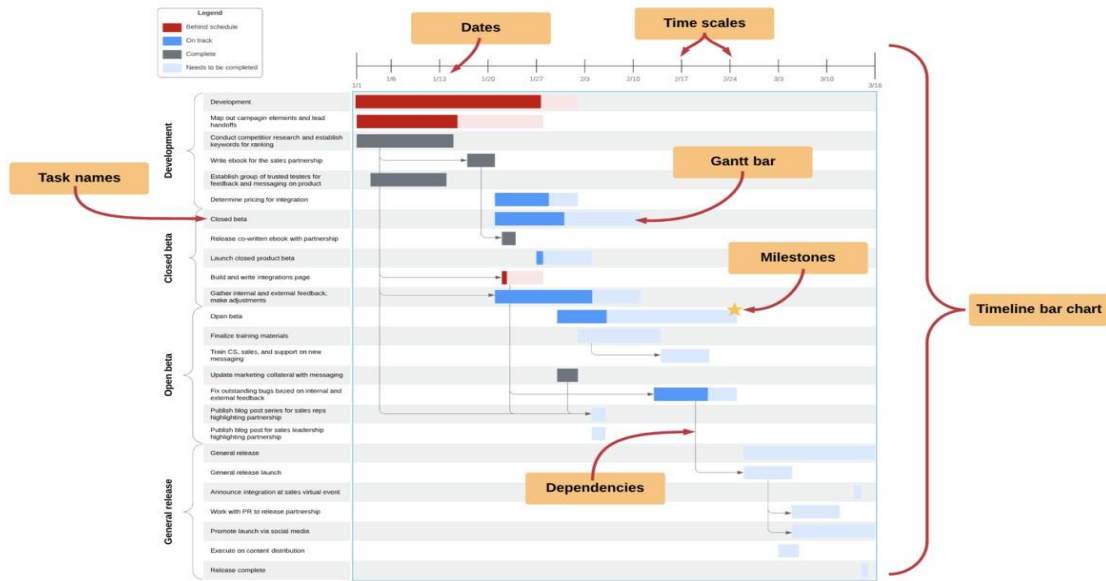 Legend
Behind schedule
On track
Complete
Needs to be completed
Dates
Time scales
1/1
1/6
1/13
1/20
1/27
2/3
2/10
2/17
2/24
3/3
3/10
3/16
Task names
Development
Development
Map out campagin elements and lead
handoffs
Conduct competitior research and establish
keywords for ranking
Write ebook for the sales partnership
Establish group of trusted testers for
feedback and messaging on product
Determine pricing for integration
Gantt bar
Closed beta
Closed beta
Release co-written ebook with partnership
Launch closed product beta
Build and write integrations page
Gather internal and external feedback;
make adjustments
Milestones
Timeline bar chart
Open beta
Open beta
Finalize training materials
Train CS, sales, and support on new
messaging
Update marketing collateral with messaging
Fix outstanding bugs based on internal and
external feedback
Publish blog post series for sales reps
highlighting partnership
Publish blog post for sales leadership
highlighting partnership
Dependencies
General release
General release
General release launch
Announce integration at sales virtual event
Work with PR to release partnership
Promote launch via social media
Execute on content distribution
Release complete